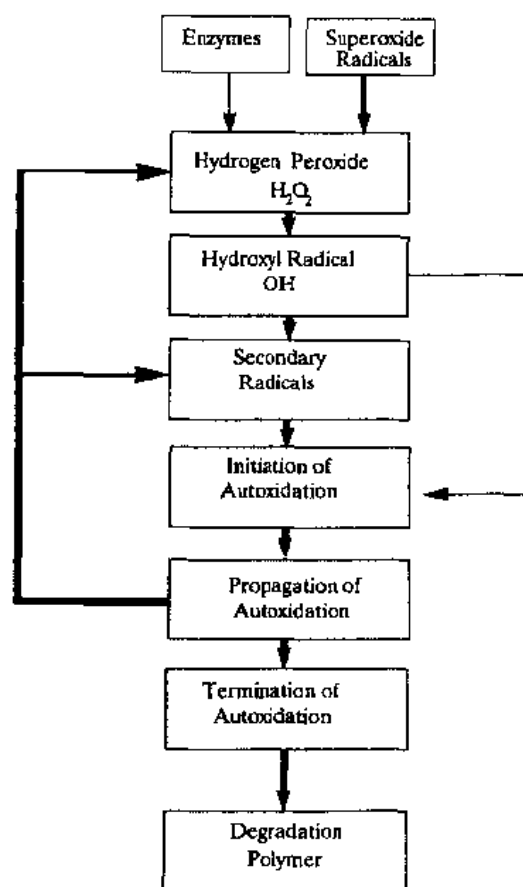 Enzymes
Superoxide
Radicals
Hydrogen Peroxide
H₂O₂
Hydroxyl Radical
OH
Secondary
Radicals
Initiation of
Autoxidation
Propagation of
Autoxidation
Termination of
Autoxidation
Degradation
Polymer